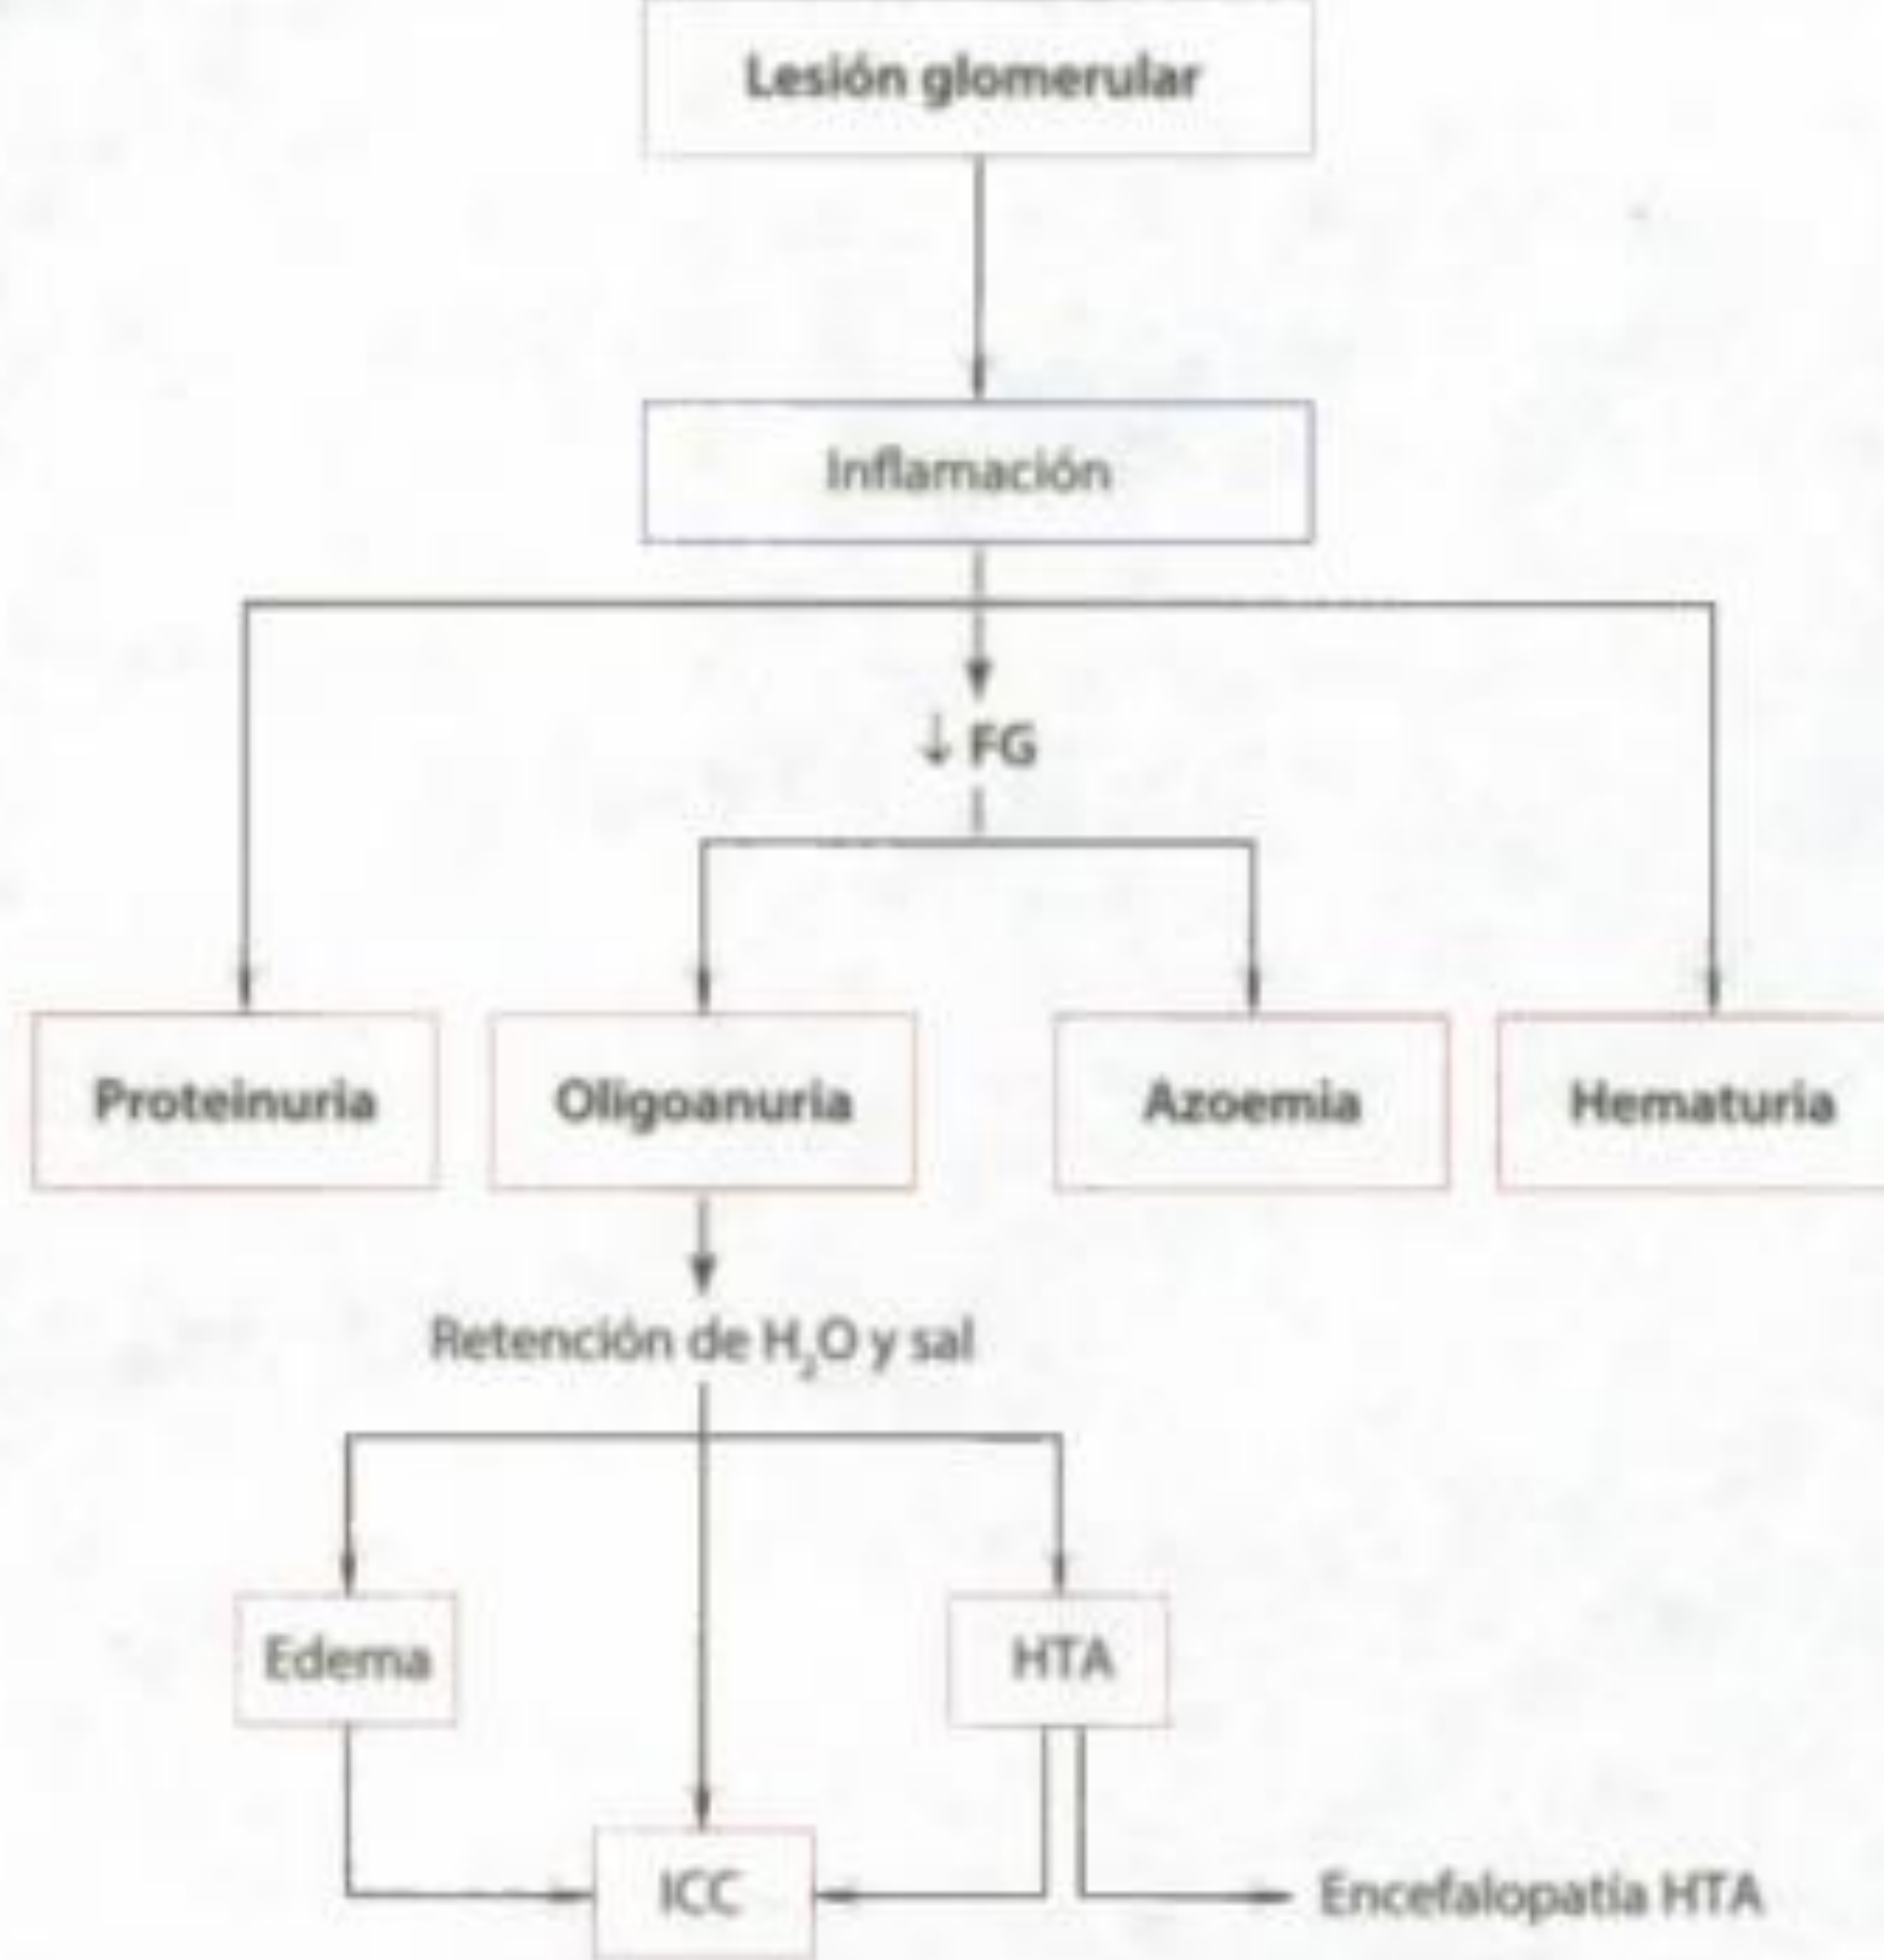 Lesión glomerular
Inflamación
↓ FG
Proteinuria
Oligoanuria
Azoemia
Hematuria
Retención de H₂O y sal
Edema
HTA
ICC
Encefalopatía HTA